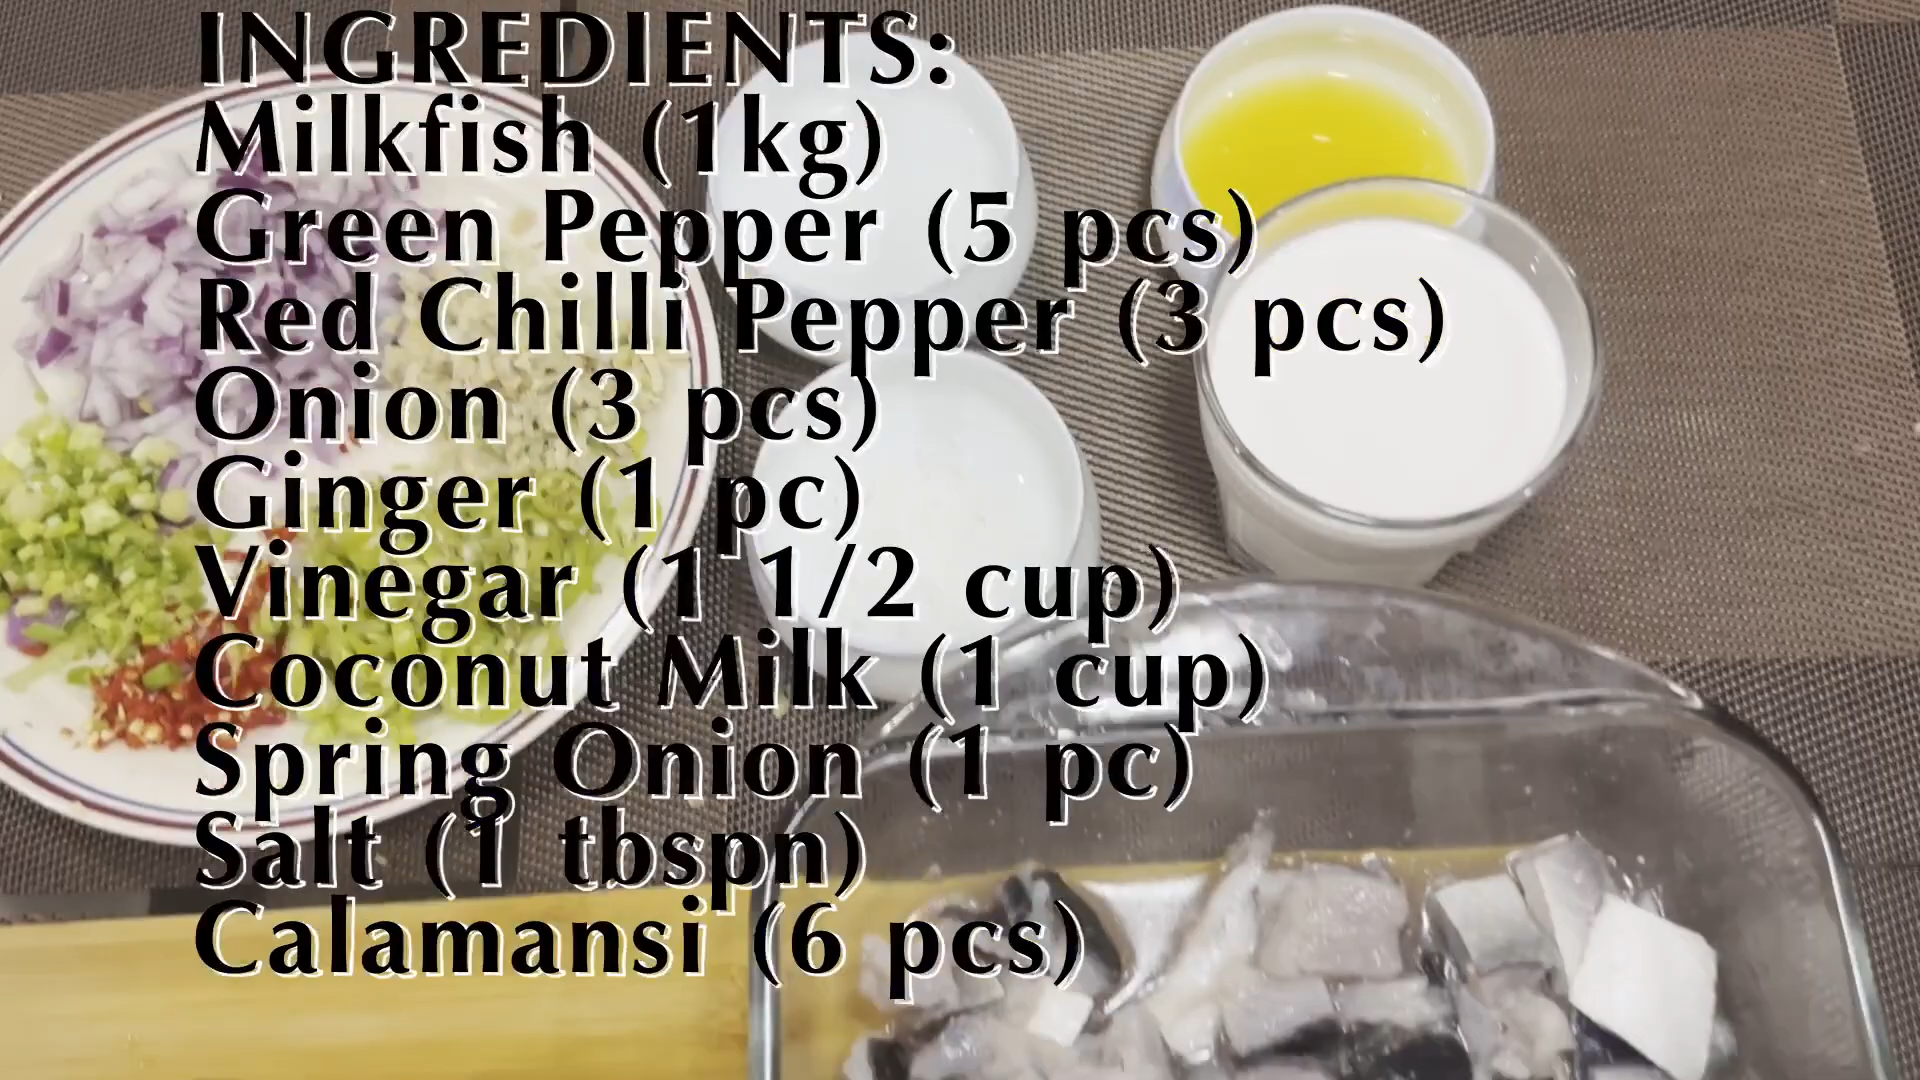 INGREDIENTS:
Milkfish (1kg)
Green Pepper (5 pcs)
Red Chilli Pepper (3 pcs)
Onion (3 pcs)
Ginger (1 pc)
Vinegar (1 1/2 cup)
Coconut Milk (1 cup)
Spring Onion (1 pc)
Salt (1 tbspn)
Calamansi (6 pcs)